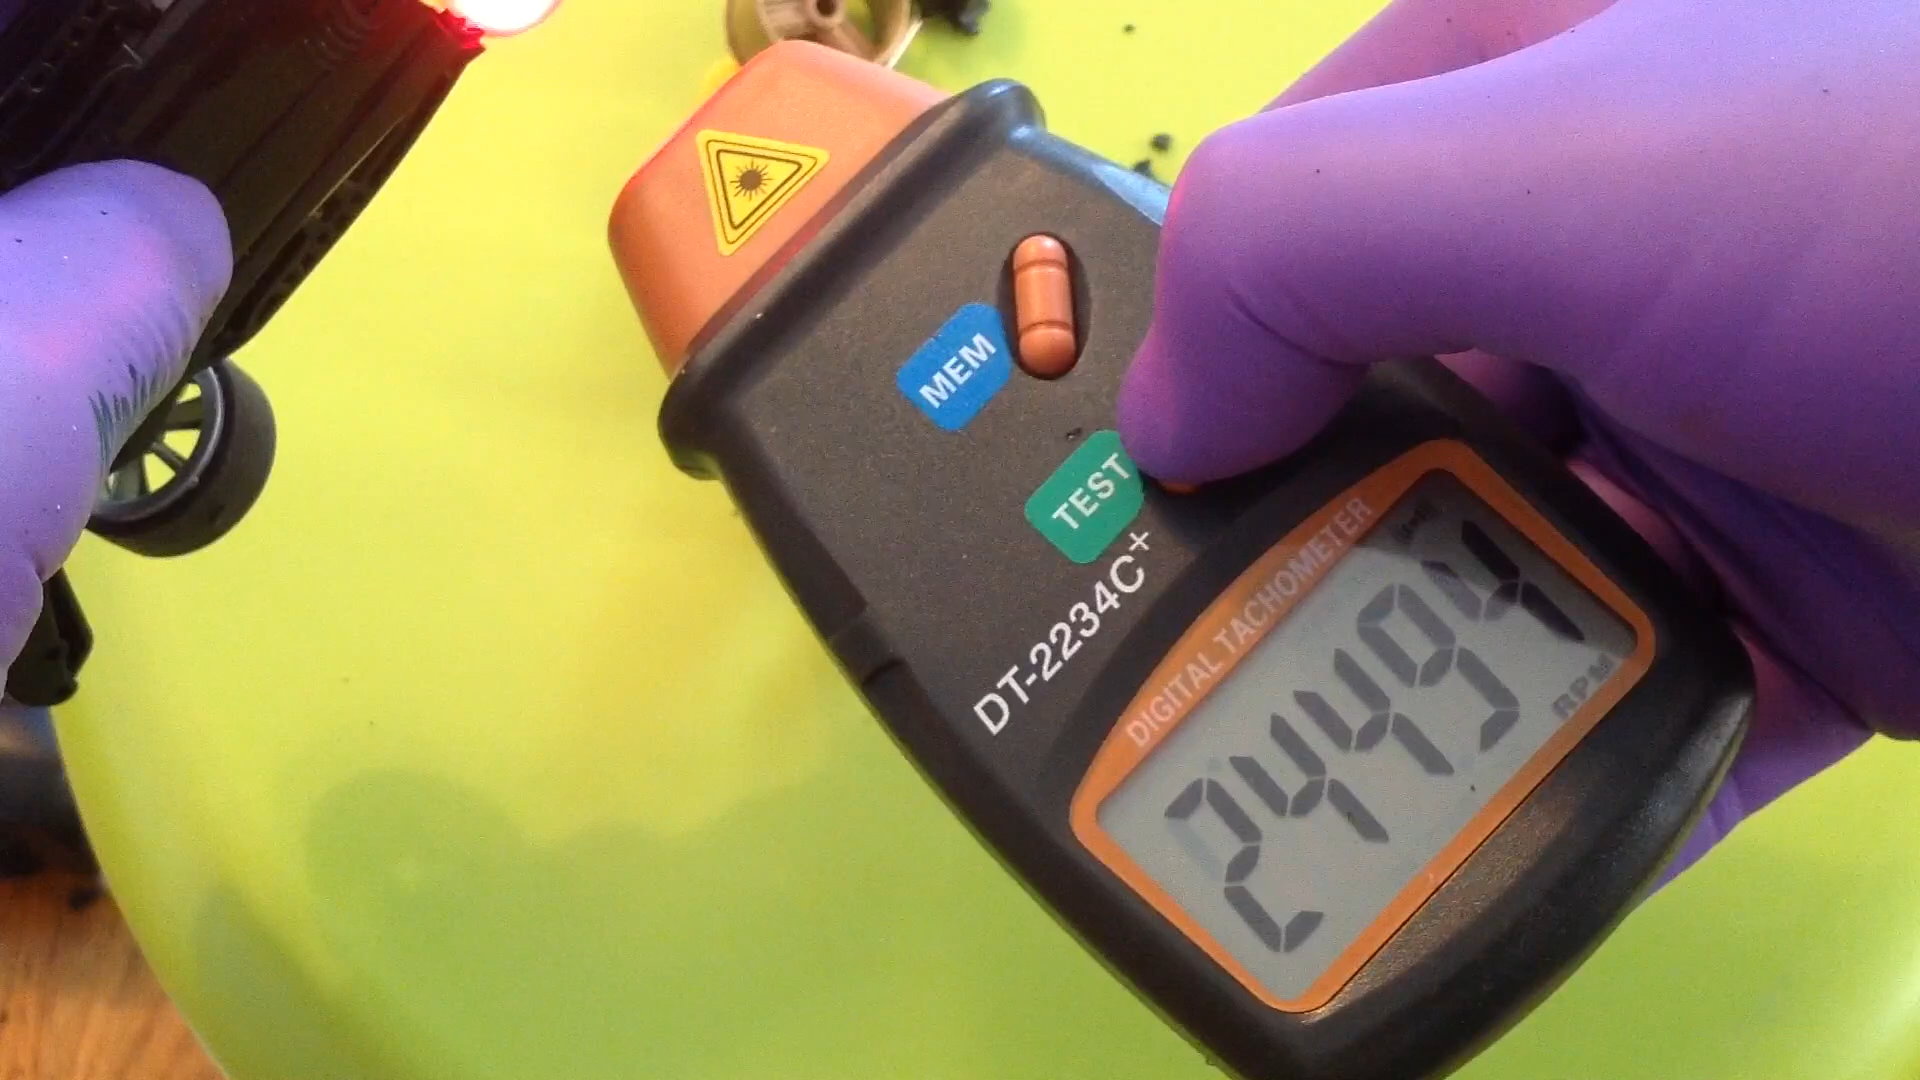 MEM
TEST
DT-2234C+
DIGITAL TACHOMETER
24494
RPM